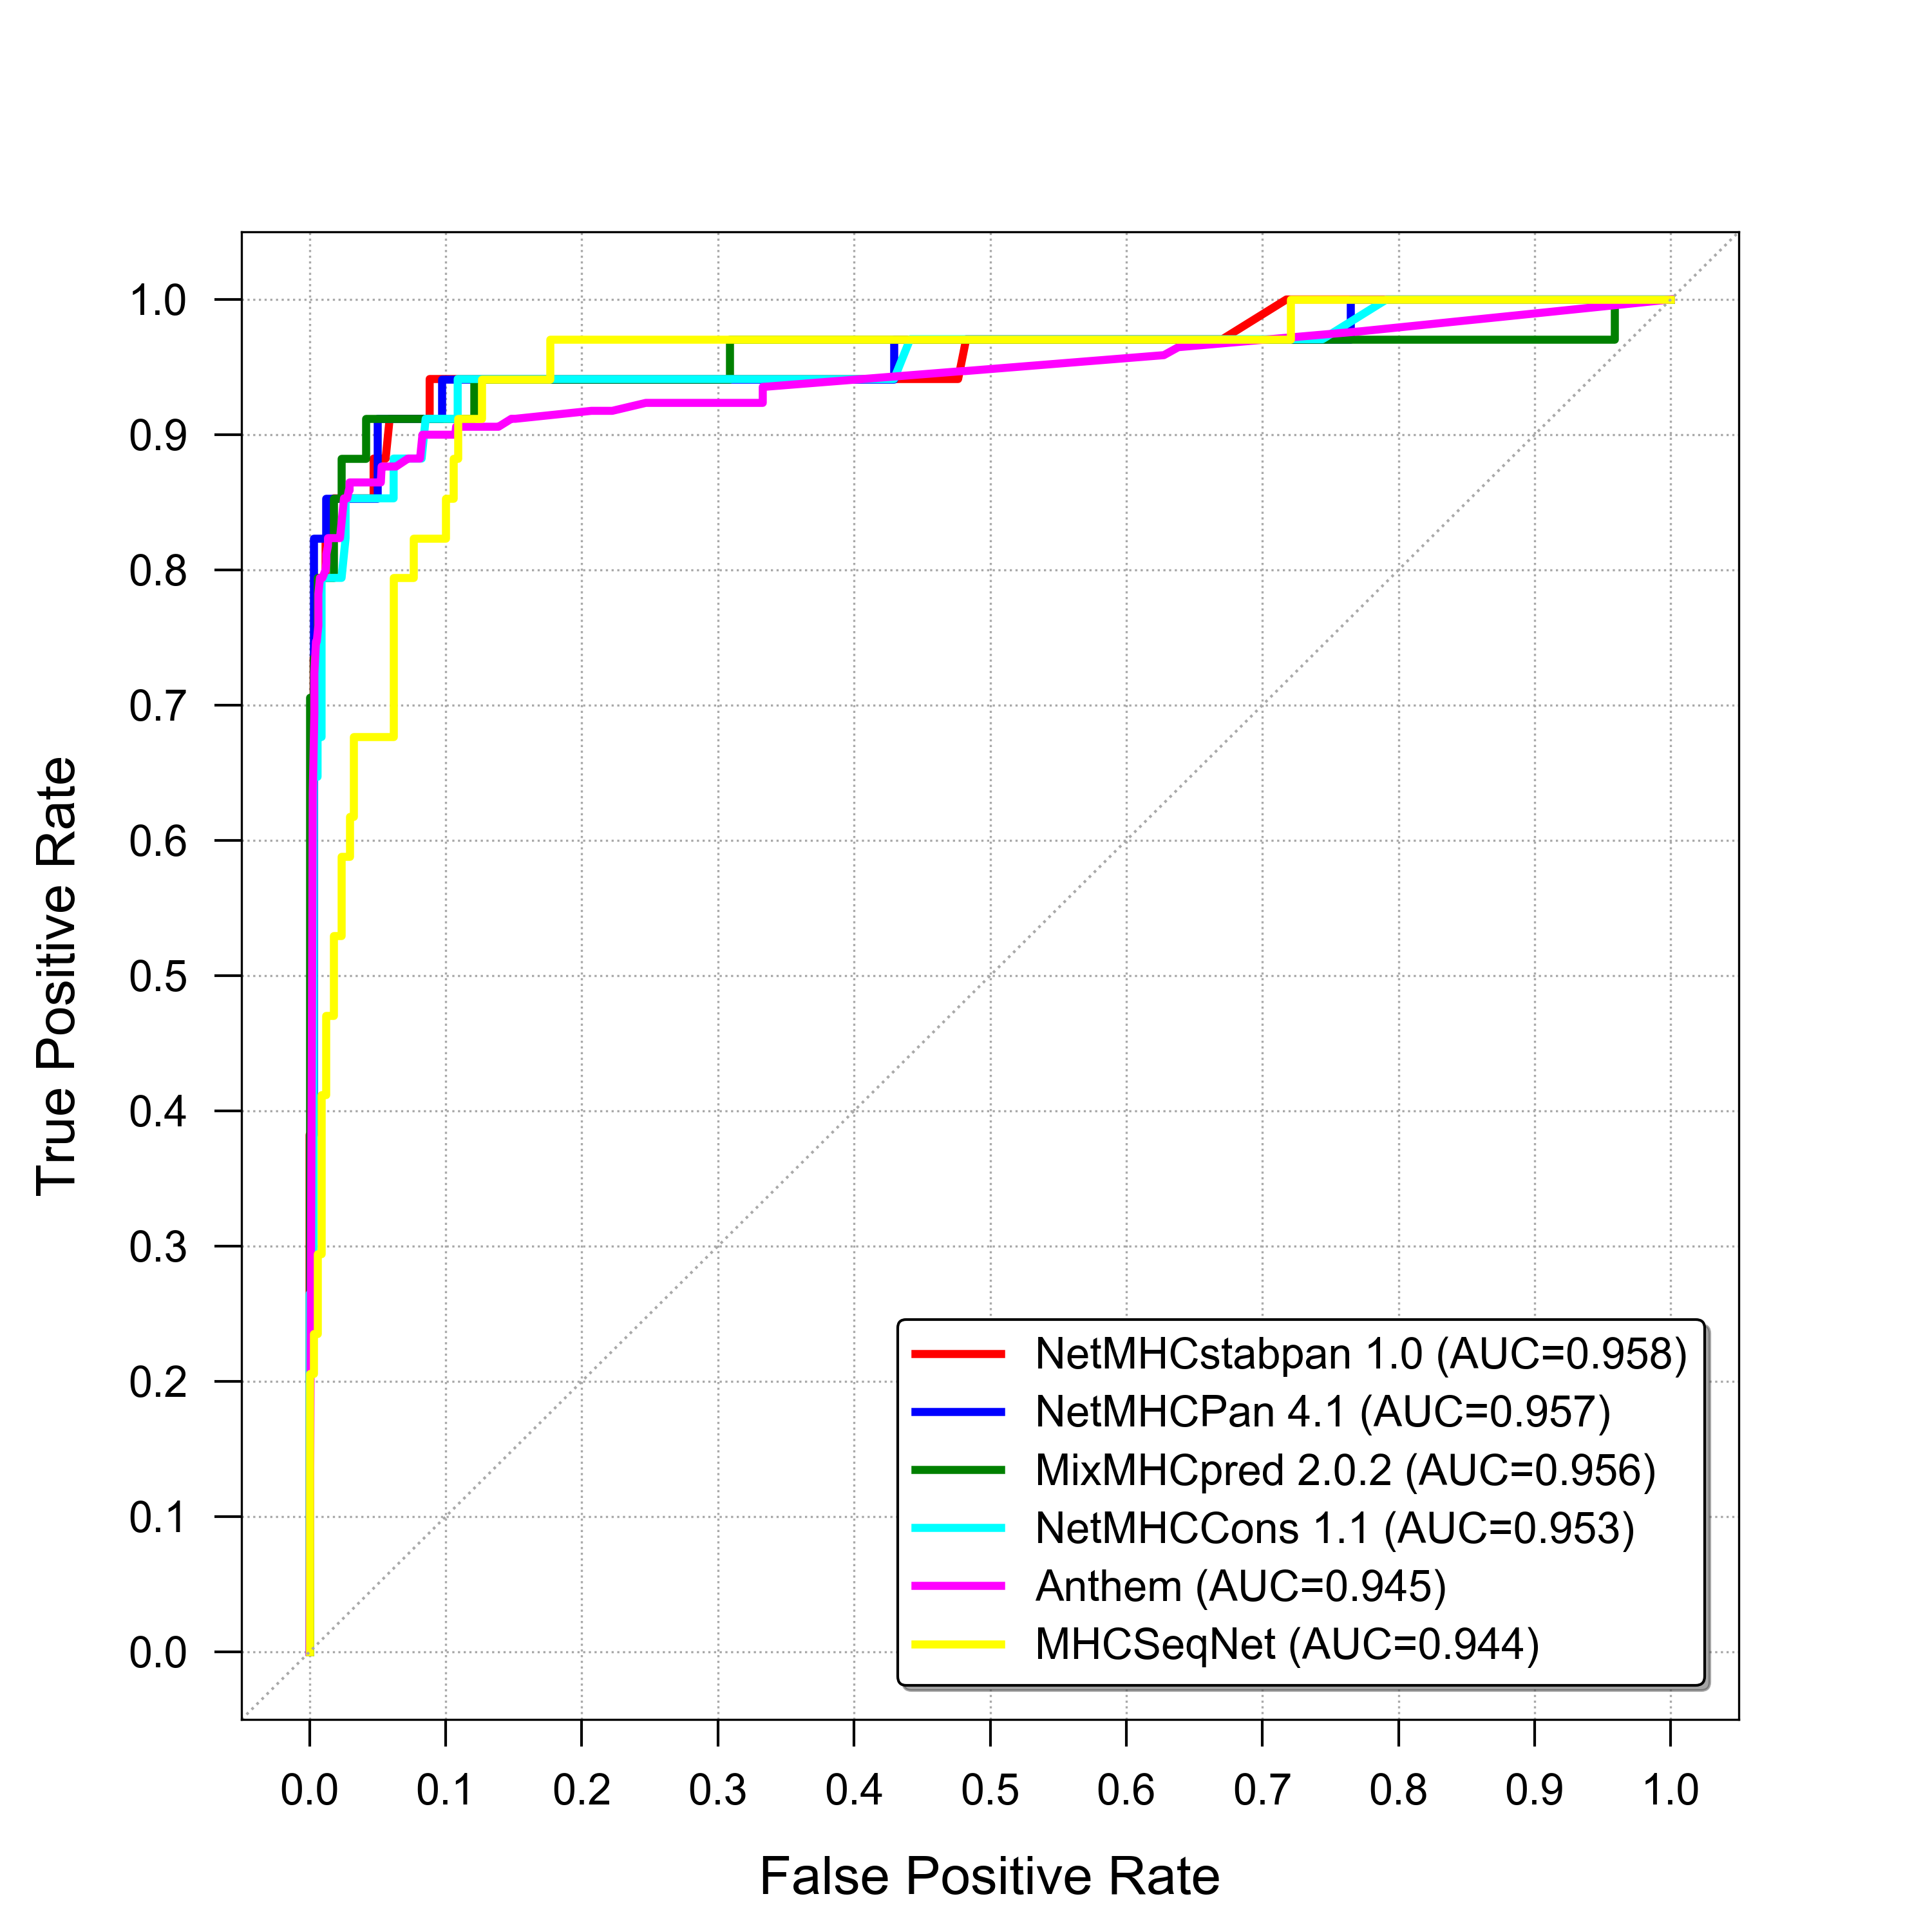 1.0
0.9
0.8
0.7
0.6
0.5
0.4
0.3
0.2
0.1
0.0
True Positive Rate
NetMHCstabpan 1.0 (AUC=0.958)
NetMHCPan 4.1 (AUC=0.957)
MixMHCpred 2.0.2 (AUC=0.956)
NetMHCCons 1.1 (AUC=0.953)
Anthem (AUC=0.945)
MHCSeqNet (AUC=0.944)
0.0 0.1 0.2 0.3 0.4 0.5 0.6 0.7 0.8 0.9 1.0
False Positive Rate